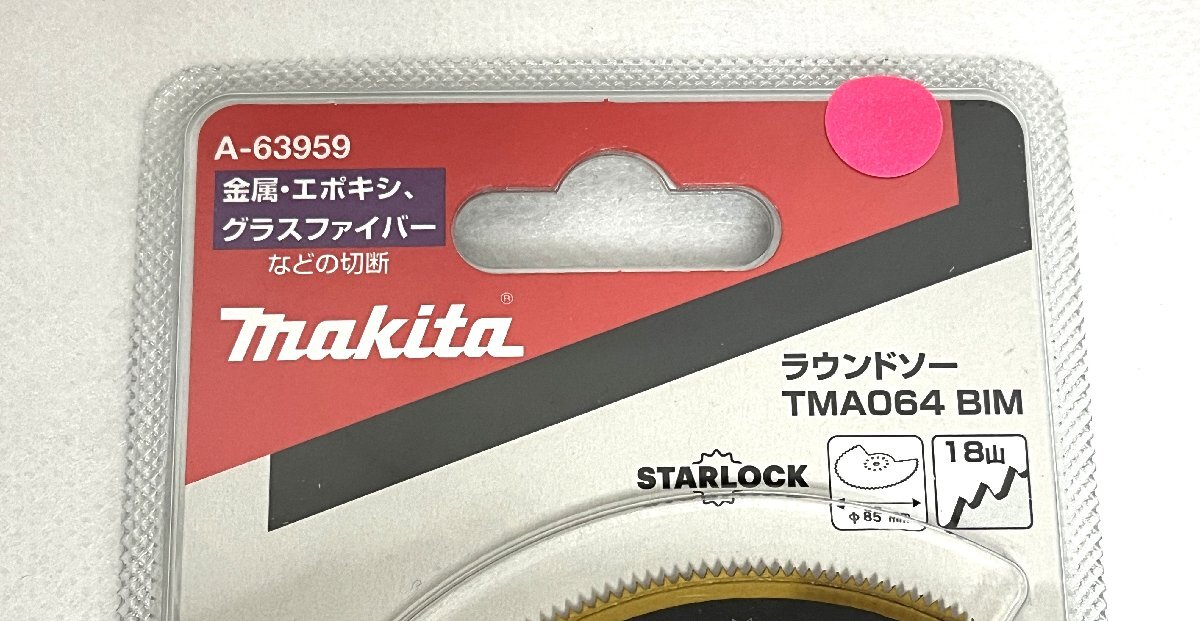 A-63959
金属・エポキシ、
グラスファイバー
などの切断
makita®
ラウンドソー
TMA064 BIM
STARLOCK
18山
φ85 mm